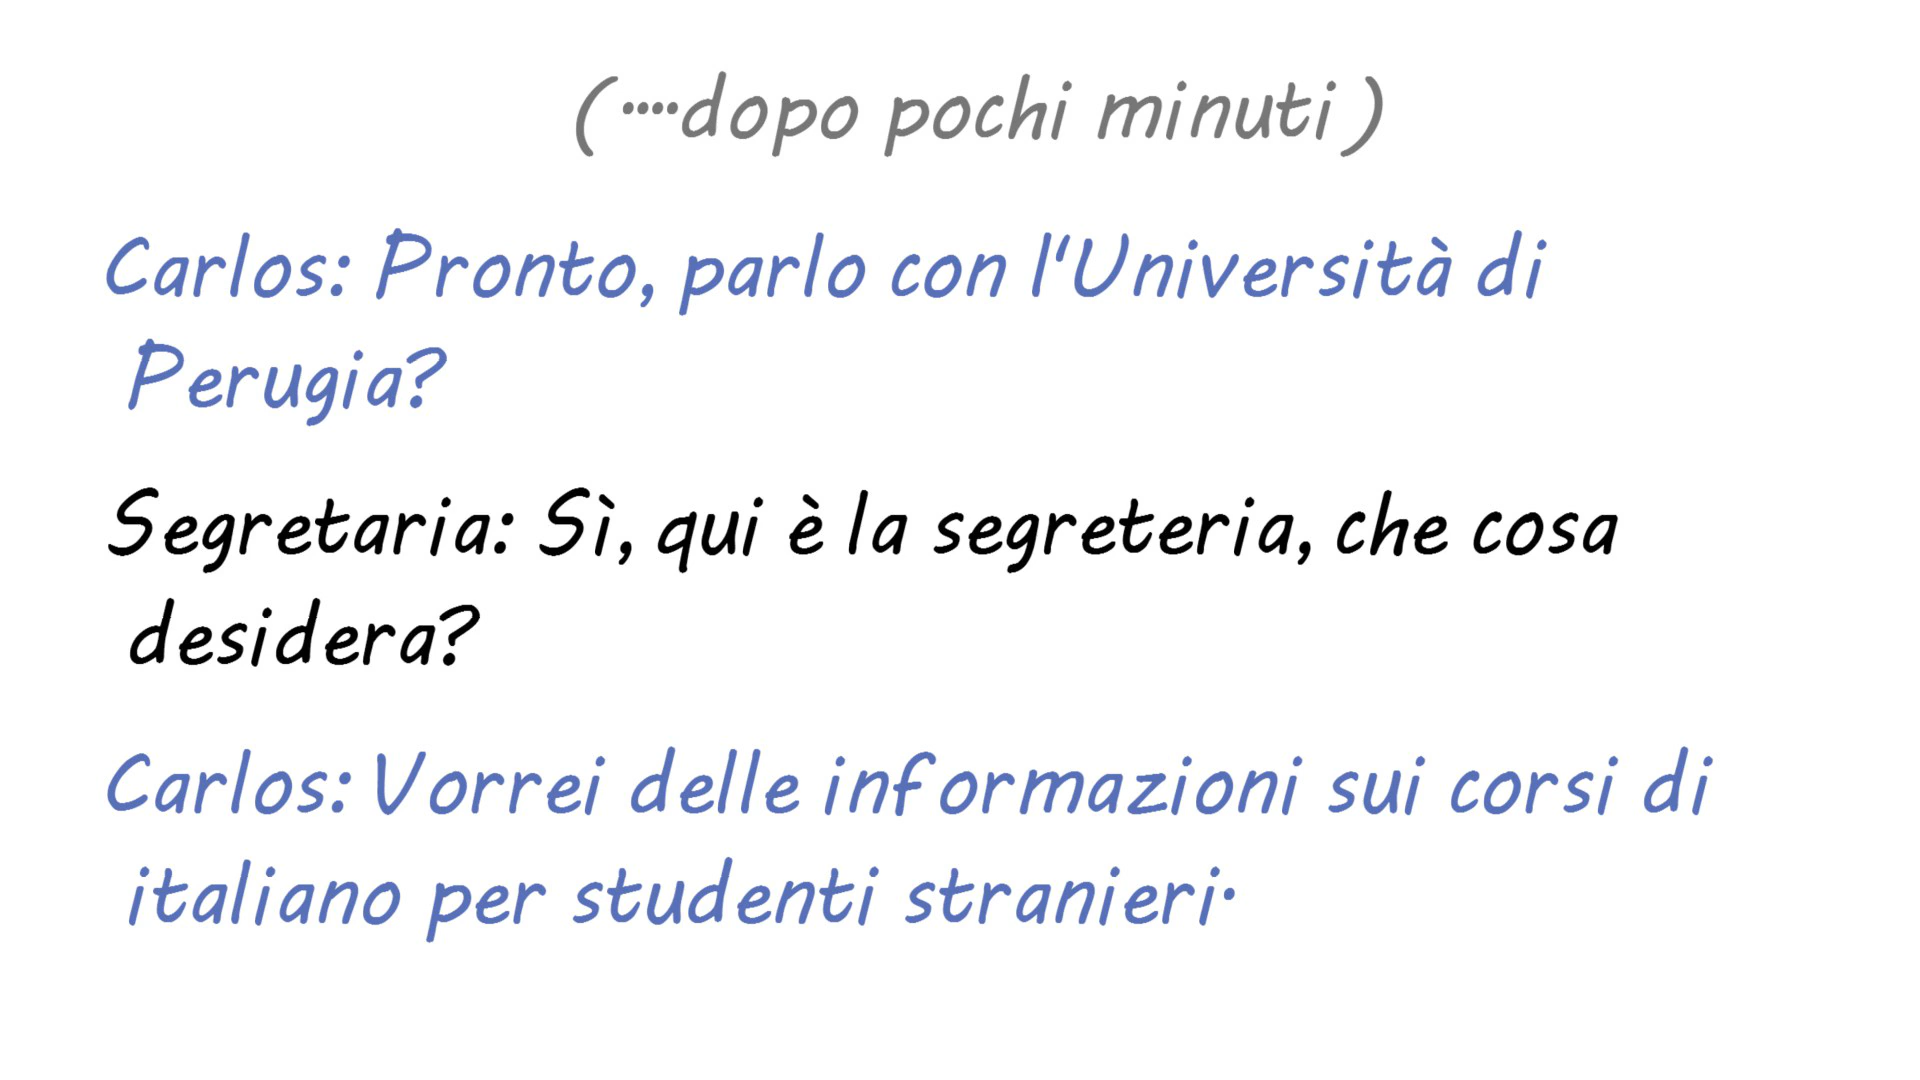 (....dopo pochi minuti)
Carlos: Pronto, parlo con l'Università di
Perugia?
Segretaria: Sì, qui è la segreteria, che cosa
desidera?
Carlos: Vorrei delle informazioni sui corsi di
italiano per studenti stranieri.